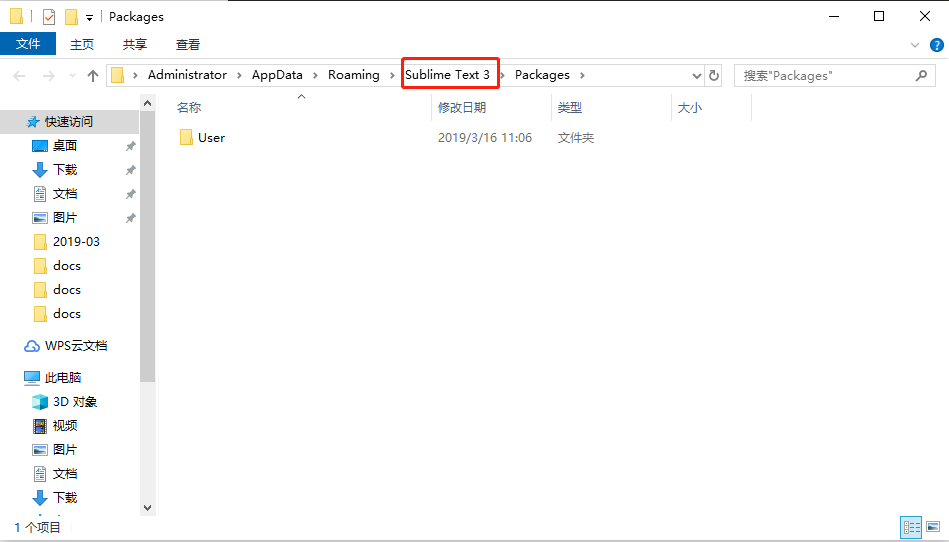 Packages
文件 主页 共享 查看
Administrator AppData Roaming Sublime Text 3 Packages 搜索"Packages"
名称 修改日期 类型 大小
User 2019/3/16 11:06 文件夹
快速访问
桌面
下载
文档
图片
2019-03
docs
docs
docs
WPS云文档
此电脑
3D 对象
视频
图片
文档
下载
1 个项目